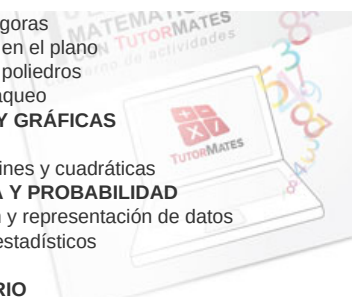 goras
en el plano
poliedros
aqueo
Y GRÁFICAS
ines y cuadráticas
A Y PROBABILIDAD
n y representación de datos
estadísticos
RIO
CON TUTORMATES
de actividades
TUTORMATES